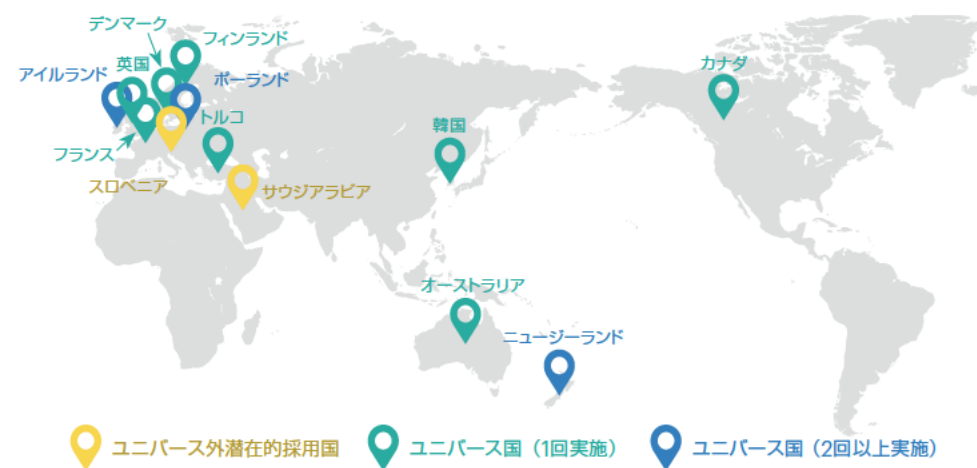 デンマーク
フィンランド
カナダ
英国
アイルランド
ポーランド
トルコ
韓国
フランス
スロベニア
サウジアラビア
オーストラリア
ニュージーランド
ユニバース外潜在的採用国
ユニバース国（1回実施）
ユニバース国（2回以上実施）